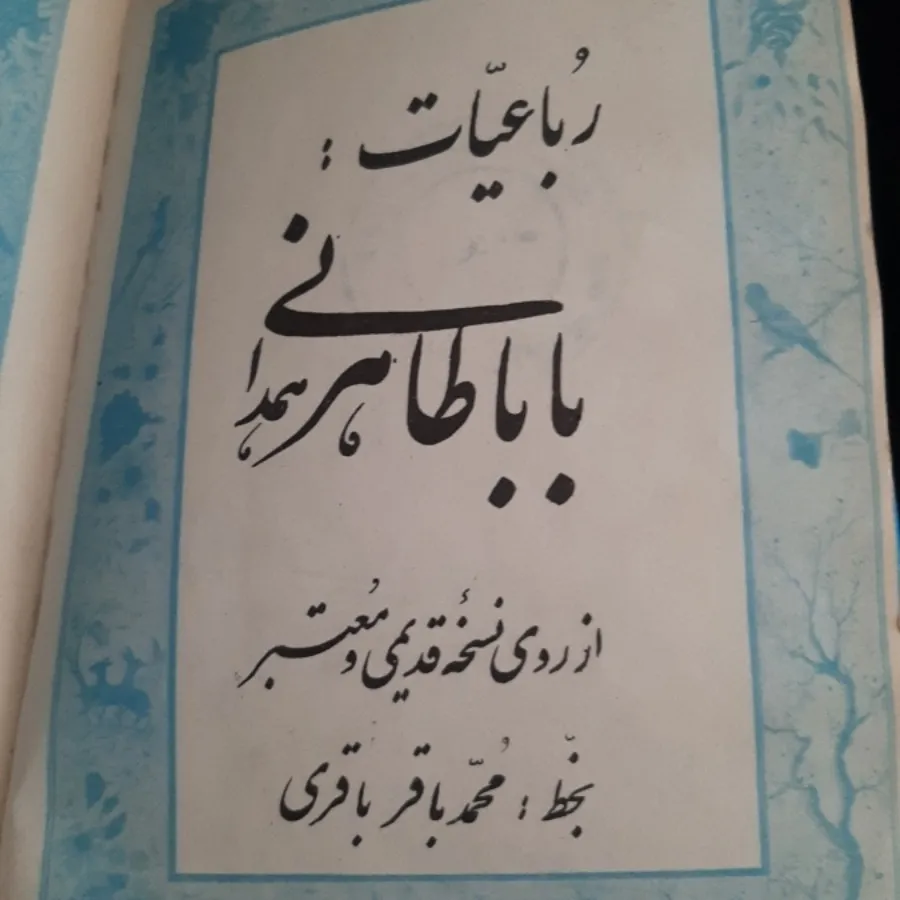 رُباعیّات :
باباطاهر همدانی
از روی نسخهٔ قدیمی و مُعتبر
بخطّ : مُحمّد باقر باقری